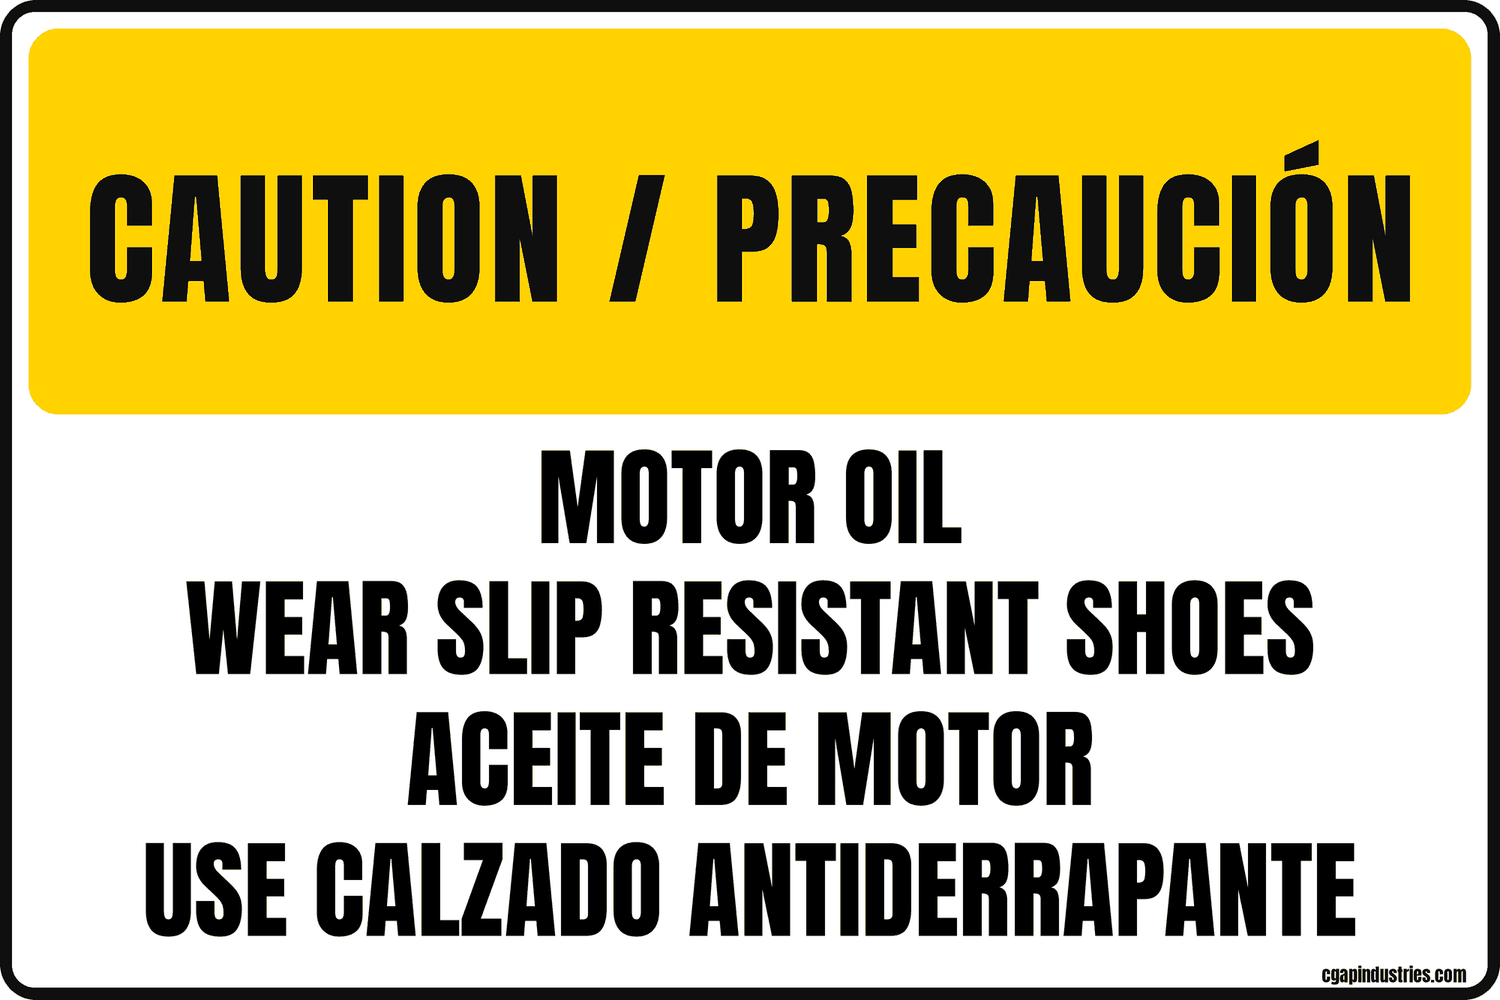 CAUTION / PRECAUCIÓN
MOTOR OIL
WEAR SLIP RESISTANT SHOES
ACEITE DE MOTOR
USE CALZADO ANTIDERRAPANTE
cgapindustries.com